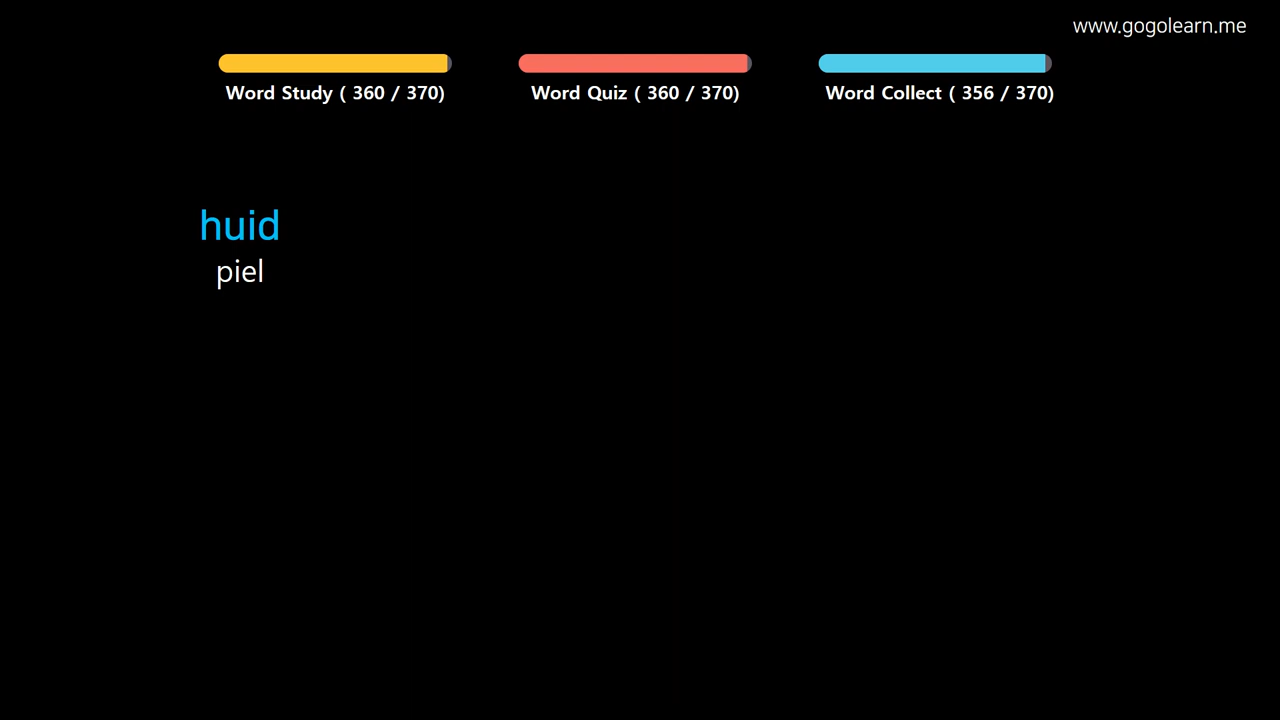 www.gogolearn.me
Word Study ( 360 / 370)
Word Quiz ( 360 / 370)
Word Collect ( 356 / 370)
huid
piel